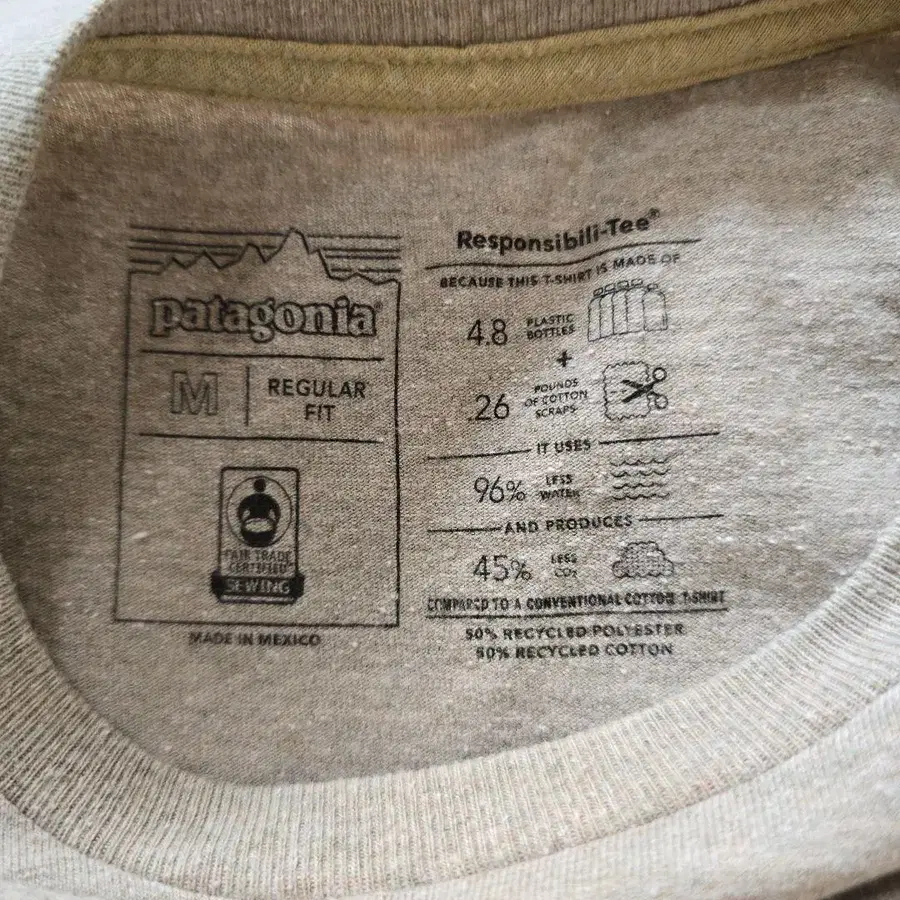 patagonia®
M
REGULAR
FIT
FAIR TRADE
CERTIFIED™
SEWING
MADE IN MEXICO
Responsibili-Tee®
BECAUSE THIS T-SHIRT IS MADE OF
4.8 PLASTIC
BOTTLES
+
.26 POUNDS
OF COTTON
SCRAPS
IT USES
96% LESS
WATER
AND PRODUCES
45% LESS
CO₂
COMPARED TO A CONVENTIONAL COTTON T-SHIRT
50% RECYCLED POLYESTER
50% RECYCLED COTTON